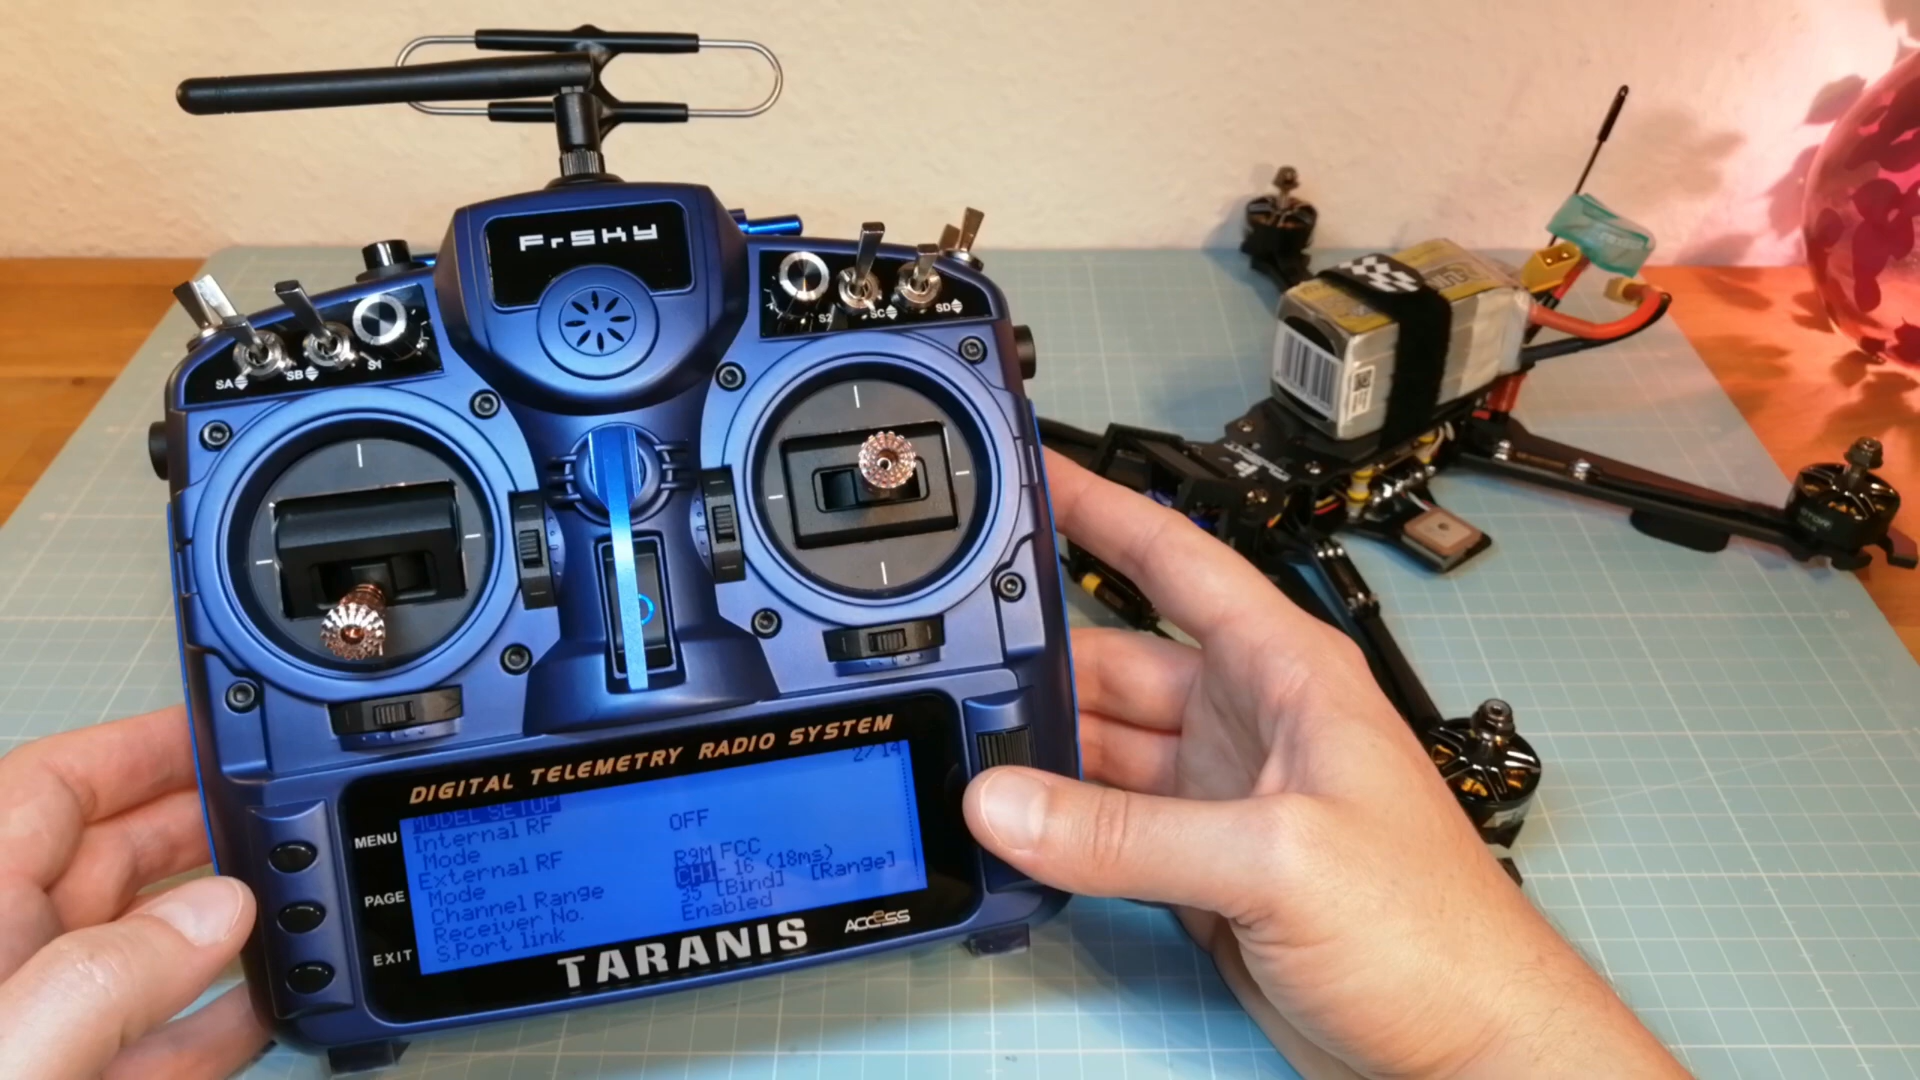 FrSKY
S2
SC
SD
SA
SB
S1
DIGITAL TELEMETRY RADIO SYSTEM
2/14
MODEL SETUP
Internal RF
Mode OFF
External RF
Mode R9M FCC
Channel Range CH1-16 (18ms)
Receiver No. 35 [Bind] [Range]
S.Port link Enabled
MENU
PAGE
EXIT
TARANIS
ACCESS